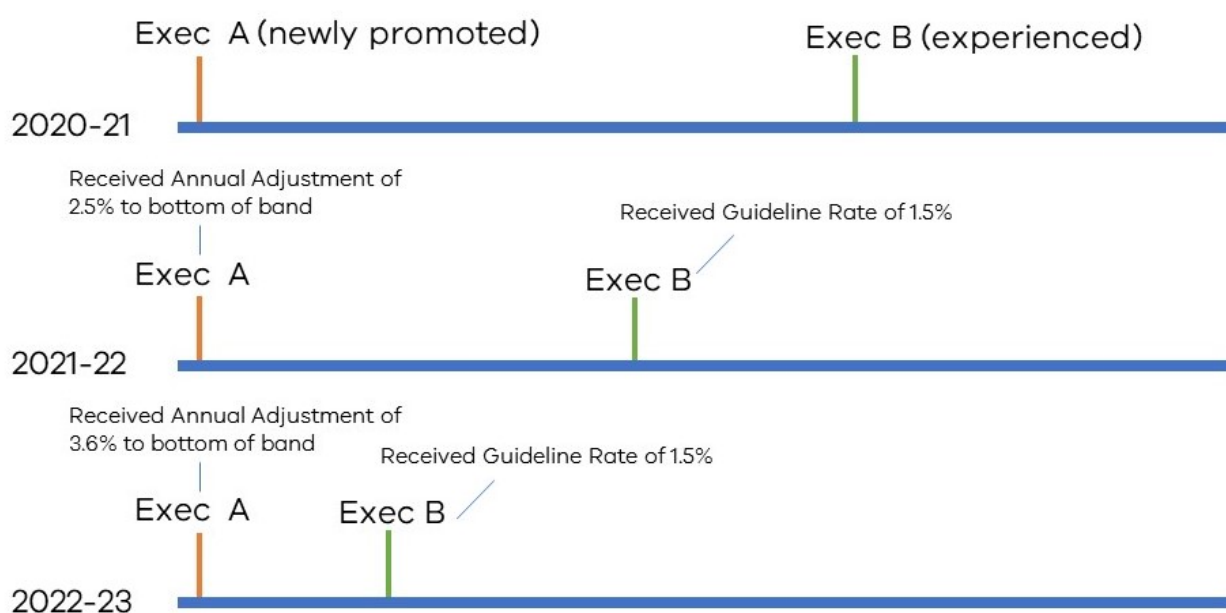 Exec A (newly promoted)
Exec B (experienced)
2020-21
Received Annual Adjustment of
2.5% to bottom of band
Received Guideline Rate of 1.5%
Exec A
Exec B
2021-22
Received Annual Adjustment of
3.6% to bottom of band
Received Guideline Rate of 1.5%
Exec A
Exec B
2022-23